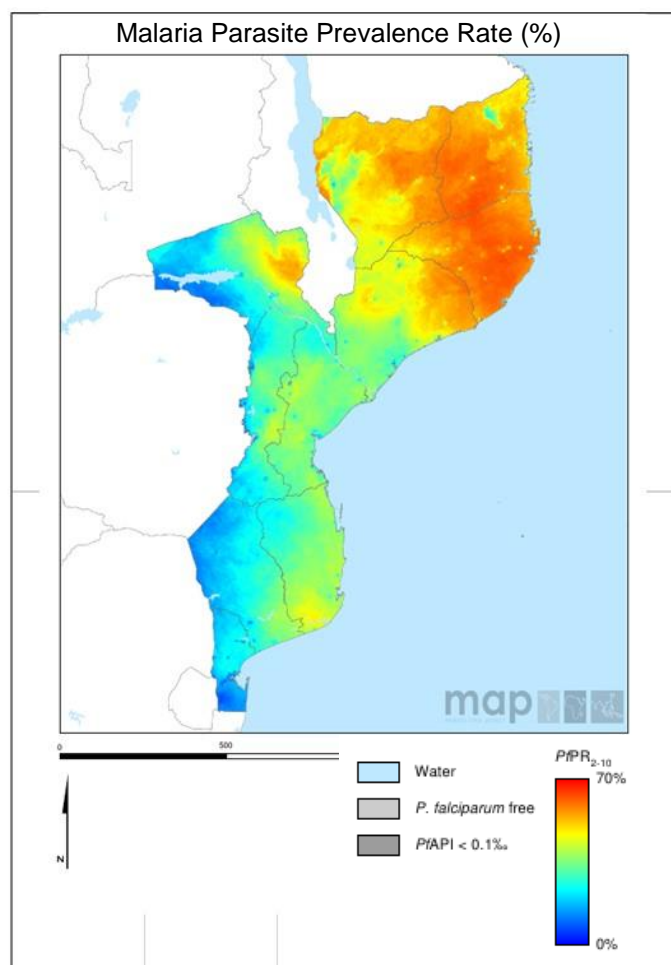 Malaria Parasite Prevalence Rate (%)
map
0 500
Water
P. falciparum free
PfAPI < 0.1‰
PfPR2-10
70%
0%
N